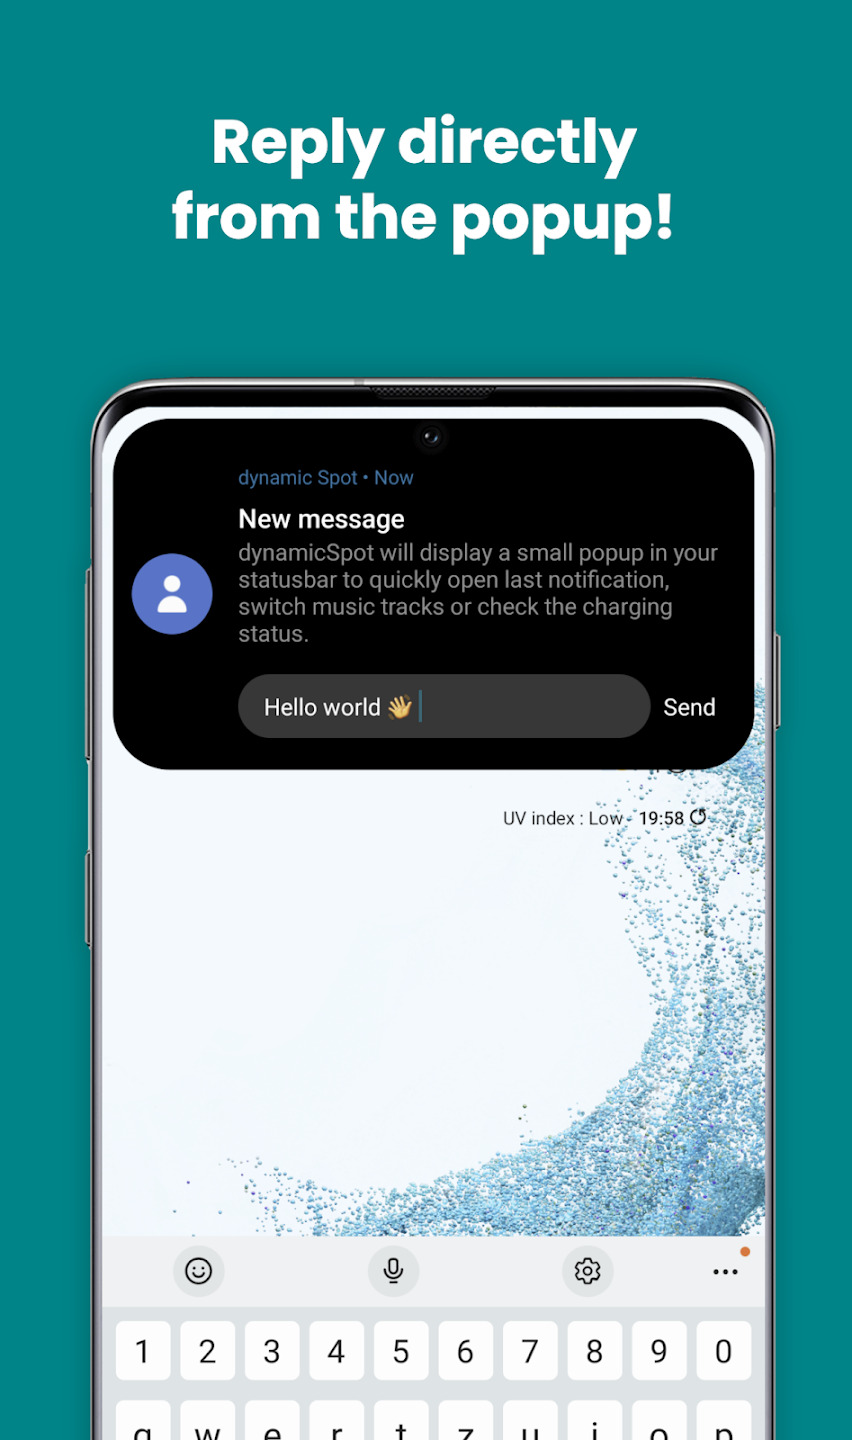 Reply directly
from the popup!
dynamic Spot • Now
New message
dynamicSpot will display a small popup in your
statusbar to quickly open last notification,
switch music tracks or check the charging
status.
Hello world 👋
Send
UV index : Low - 19:58
1 2 3 4 5 6 7 8 9 0
q w e r t z u i o p